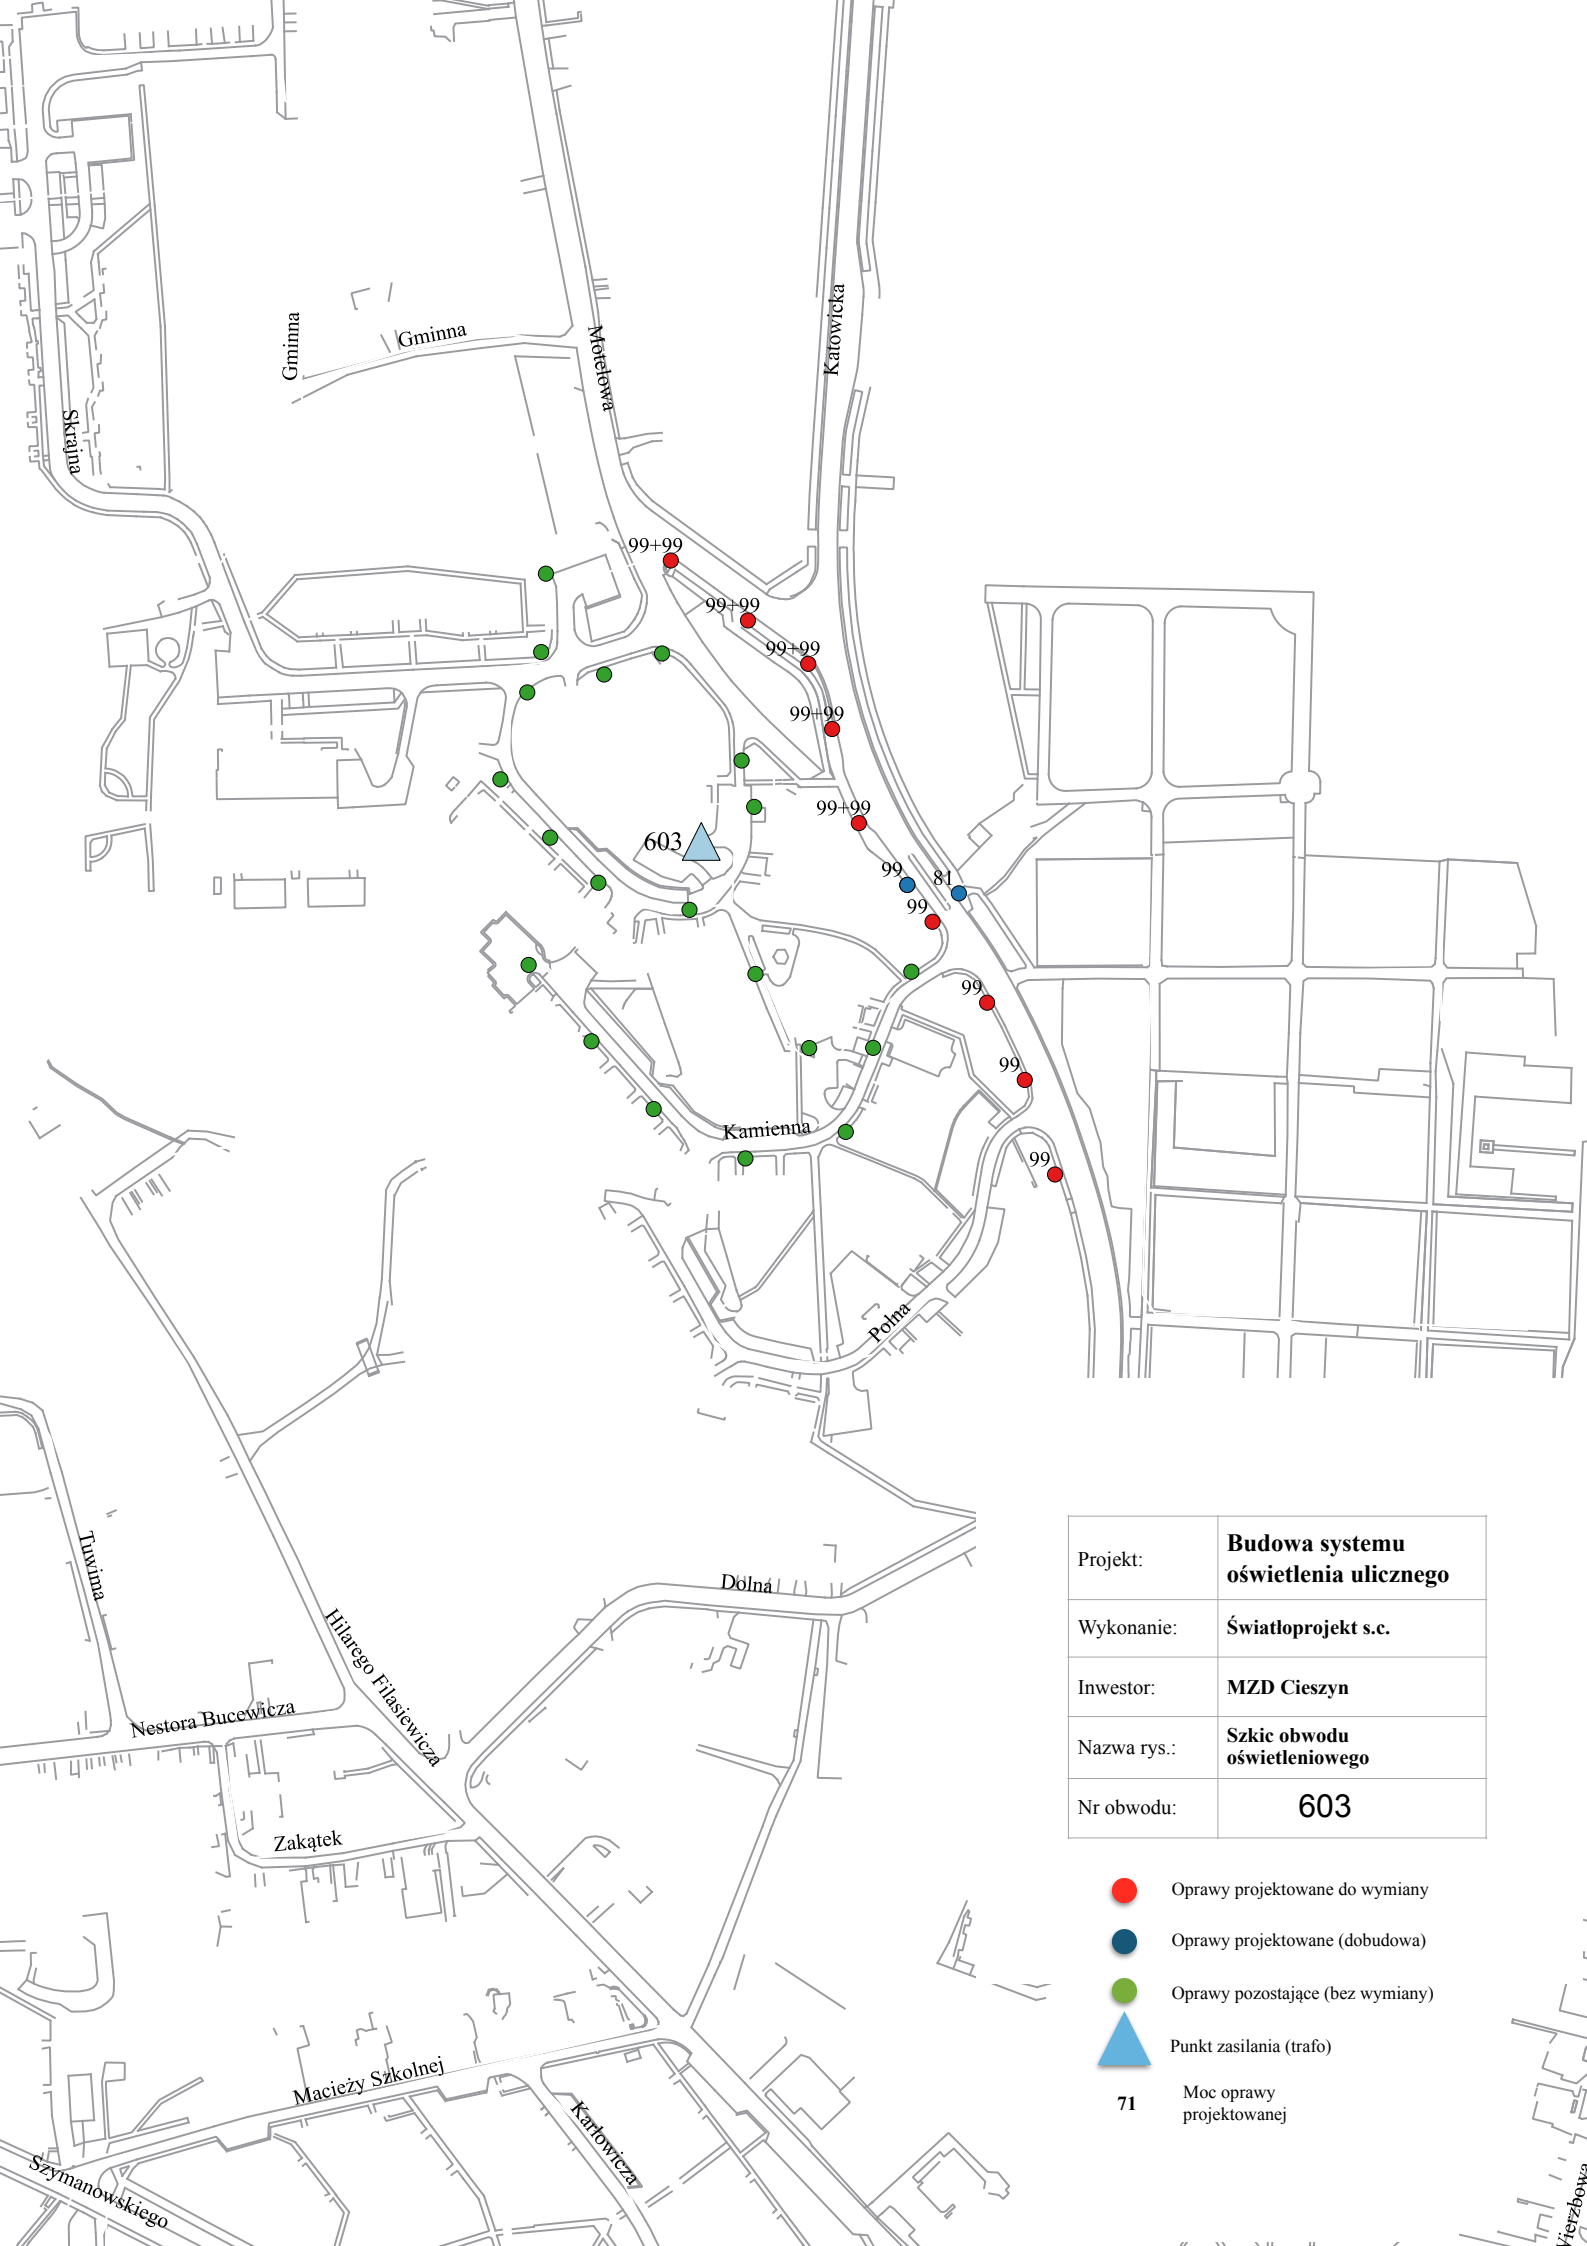 Gminna
Gminna
Motelowa
Katowicka
Skrajna
99+99
99+99
99+99
99+99
99+99
603
99
81
99
99
99
Kamienna
99
Polna
Tuwima
Dolna
Hilarego Filasiewicza
Nestora Bucewicza
Zakątek
Macieży Szkolnej
Karłowicza
Szymanowskiego
Projekt:
Budowa systemu
oświetlenia ulicznego
Wykonanie:
Światłoprojekt s.c.
Inwestor:
MZD Cieszyn
Nazwa rys.:
Szkic obwodu
oświetleniowego
Nr obwodu:
603
Oprawy projektowane do wymiany
Oprawy projektowane (dobudowa)
Oprawy pozostające (bez wymiany)
Punkt zasilania (trafo)
71
Moc oprawy
projektowanej